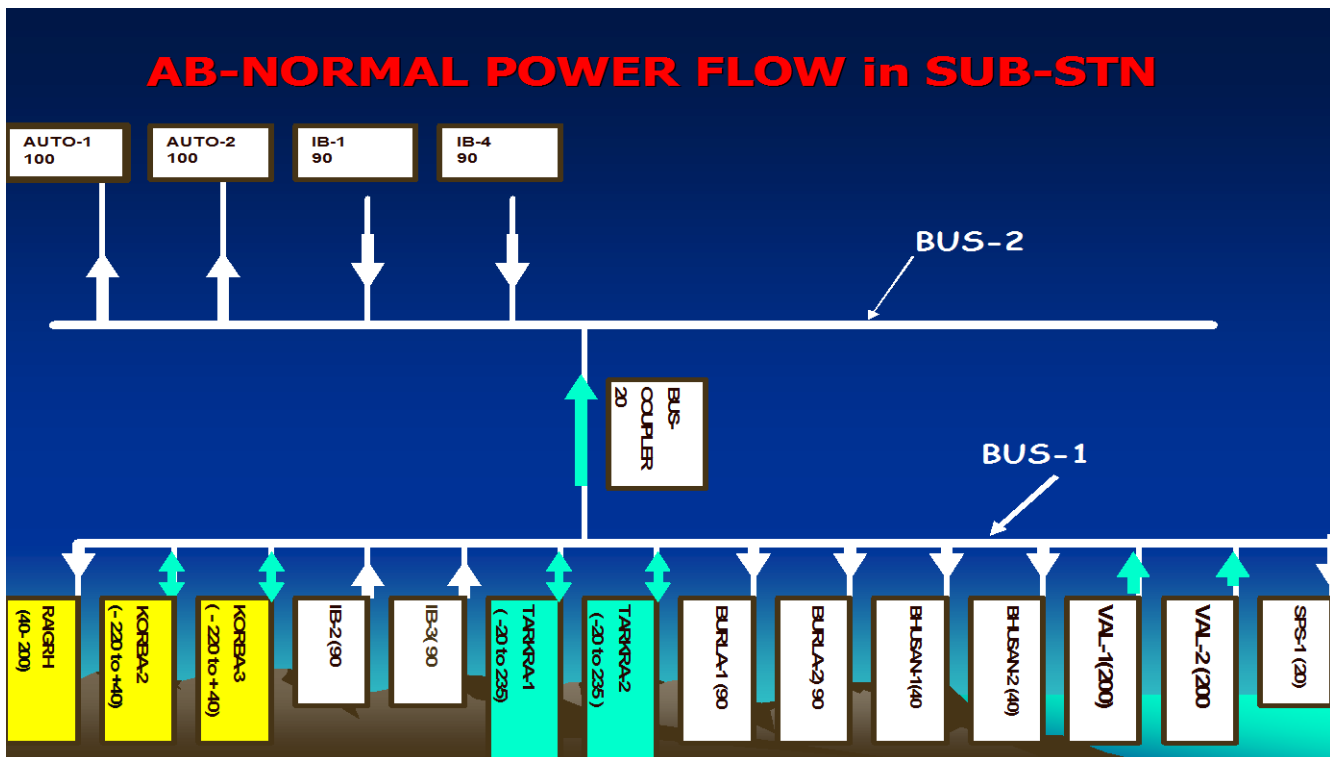 AB-NORMAL POWER FLOW in SUB-STN
AUTO-1
100
AUTO-2
100
IB-1
90
IB-4
90
BUS-2
BUS-
COUPLER
20
BUS-1
RAIGRH
(40- 200)
KORBA-2
(- 220 to +40)
KORBA-3
( - 220 to + 40)
IB-2 (90
IB-3( 90
TARKRA-1
( -20 to 235)
TARKRA-2
(-20 to 235)
BURLA-1 (90
BURLA-2) 90
BHUSAN-1(40
BHUSAN-2 (40)
VAL-1(200)
VAL-2 (200
SPS-1 (20)